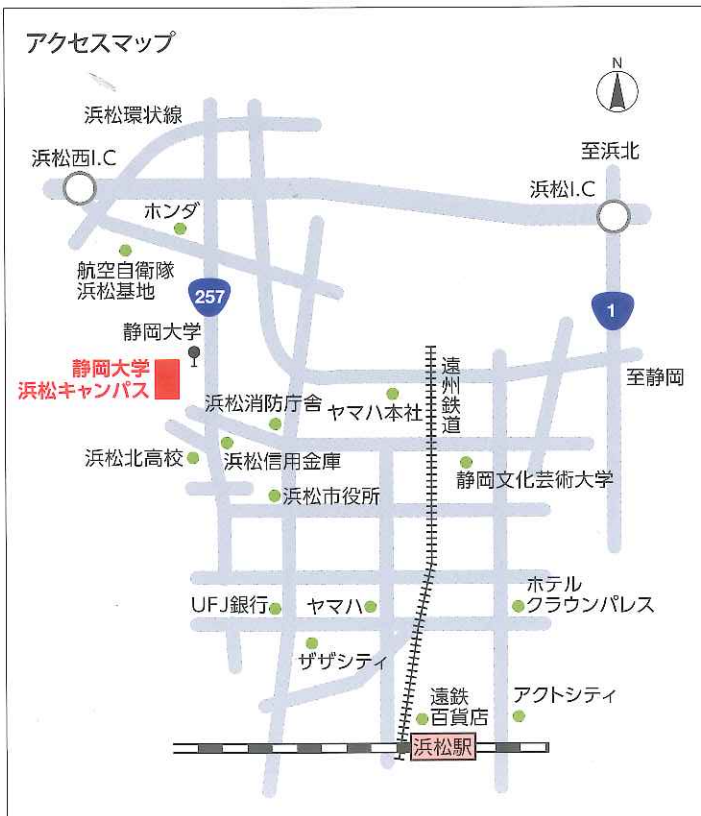 アクセスマップ
N
浜松環状線
至浜北
浜松西I.C
浜松I.C
ホンダ
航空自衛隊
浜松基地
257
1
静岡大学
静岡大学
浜松キャンパス
遠州鉄道
至静岡
浜松消防庁舎
ヤマハ本社
浜松北高校
浜松信用金庫
静岡文化芸術大学
浜松市役所
ホテル
クラウンパレス
UFJ銀行
ヤマハ
ザザシティ
遠鉄
百貨店
アクトシティ
浜松駅